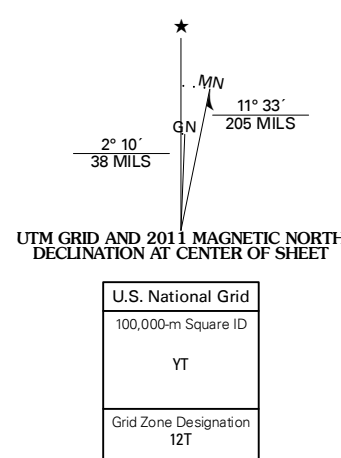 ★
MN
GN
11° 33´
205 MILS
2° 10´
38 MILS
UTM GRID AND 2011 MAGNETIC NORTH
DECLINATION AT CENTER OF SHEET
U.S. National Grid
100,000-m Square ID
YT
Grid Zone Designation
12T